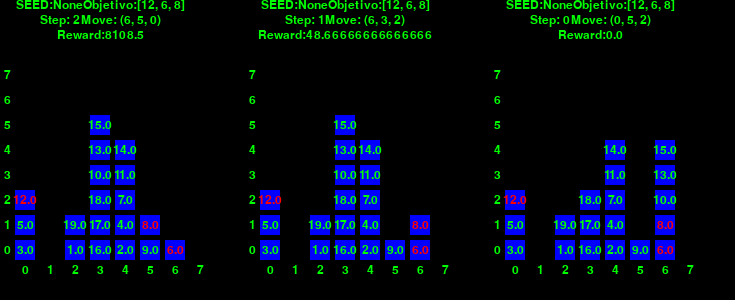 SEED:NoneObjetivo:[12, 6, 8]
Step: 2Move: (6, 5, 0)
Reward:8108.5
7
6
5 15.0
4 13.0 14.0
3 10.0 11.0
2 12.0 18.0 7.0
1 5.0 19.0 17.0 4.0 8.0
0 3.0 1.0 16.0 2.0 9.0 6.0
0 1 2 3 4 5 6 7
SEED:NoneObjetivo:[12, 6, 8]
Step: 1Move: (6, 3, 2)
Reward:48.66666666666666
7
6
5 15.0
4 13.0 14.0
3 10.0 11.0
2 12.0 18.0 7.0
1 5.0 19.0 17.0 4.0 8.0
0 3.0 1.0 16.0 2.0 9.0 6.0
0 1 2 3 4 5 6 7
SEED:NoneObjetivo:[12, 6, 8]
Step: 0Move: (0, 5, 2)
Reward:0.0
7
6
5
4 14.0 15.0
3 11.0 13.0
2 12.0 18.0 7.0 10.0
1 5.0 19.0 17.0 4.0 8.0
0 3.0 1.0 16.0 2.0 9.0 6.0
0 1 2 3 4 5 6 7